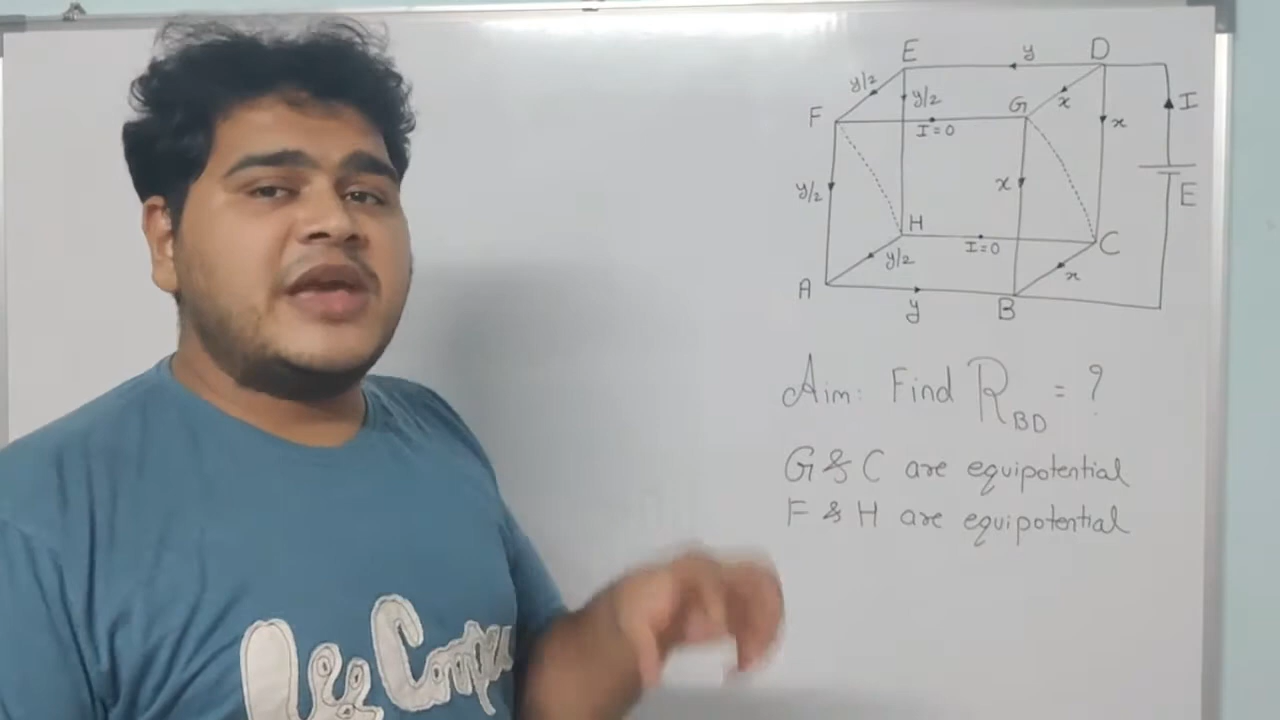 E
y
D
y/2
y/2
G
x
I
F
I=0
x
y/2
x
E
H
y/2
I=0
C
x
A
y
B
Aim: Find R_BD = ?
G & C are equipotential
F & H are equipotential